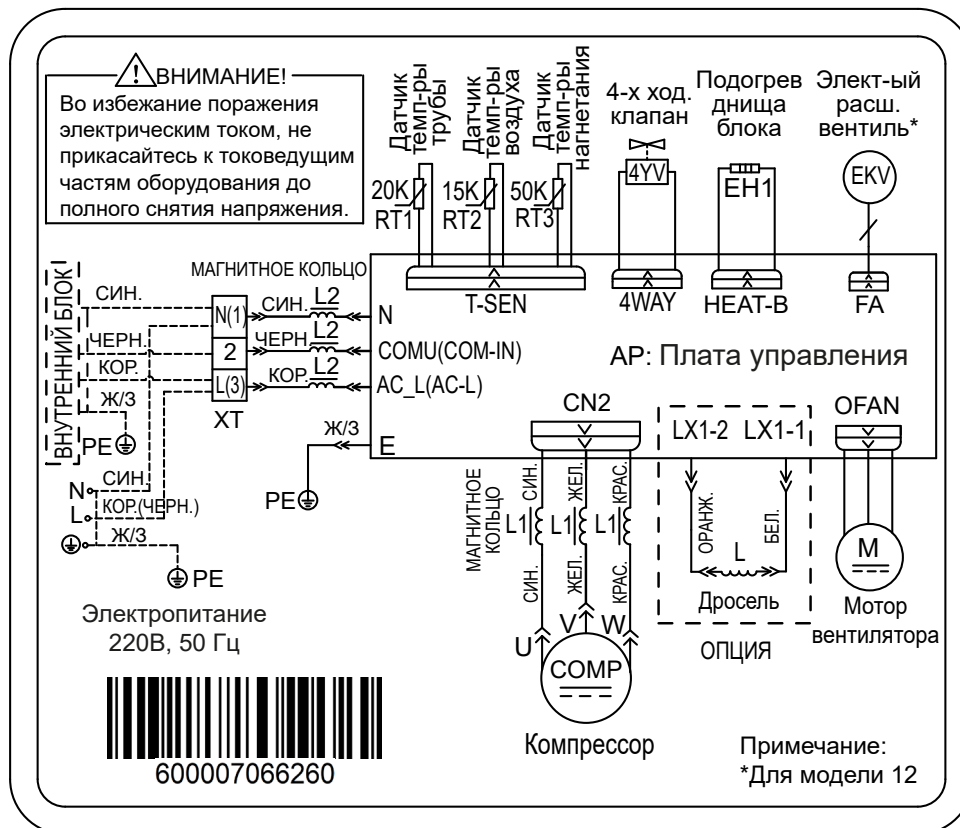 ВНИМАНИЕ!
Во избежание поражения
электрическим током, не
прикасайтесь к токоведущим
частям оборудования до
полного снятия напряжения.
Датчик
темп-ры
трубы
Датчик
темп-ры
воздуха
Датчик
темп-ры
нагнетания
4-х ход.
клапан
Подогрев
днища
блока
Элект-ый
расш.
вентиль*
20K
RT1
15K
RT2
50K
RT3
4YV
EH1
EKV
T-SEN
4WAY
HEAT-B
FA
МАГНИТНОЕ КОЛЬЦО
ВНУТРЕННИЙ БЛОК
СИН.
N(1)
СИН.
L2
N
ЧЕРН.
2
ЧЕРН.
L2
COMU(COM-IN)
КОР.
L(3)
КОР.
L2
AC_L(AC-L)
Ж/З
XT
PE
Ж/З
E
PE
AP: Плата управления
CN2
LX1-2 LX1-1
OFAN
N
СИН.
L
КОР.(ЧЕРН.)
Ж/З
PE
Электропитание
220В, 50 Гц
МАГНИТНОЕ
КОЛЬЦО
СИН.
ЖЕЛ.
КРАС.
L1
L1
L1
СИН.
ЖЕЛ.
КРАС.
U
V
W
COMP
Компрессор
ОРАНЖ.
БЕЛ.
L
Дросель
ОПЦИЯ
M
Мотор
вентилятора
600007066260
Примечание:
*Для модели 12